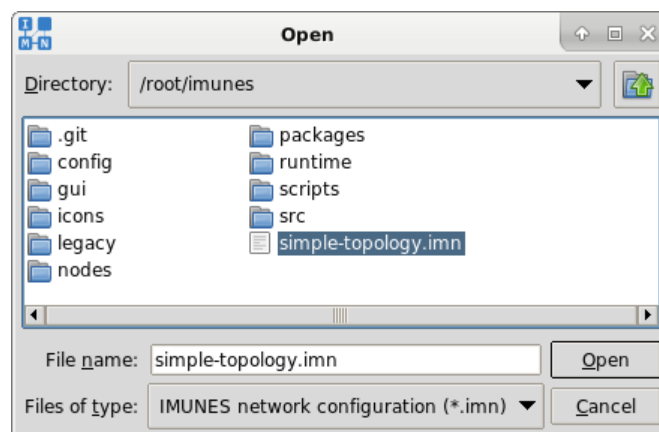 I
M-N
Open
Directory: /root/imunes
.git
config
gui
icons
legacy
nodes
packages
runtime
scripts
src
simple-topology.imn
File name: simple-topology.imn
Open
Files of type: IMUNES network configuration (*.imn)
Cancel